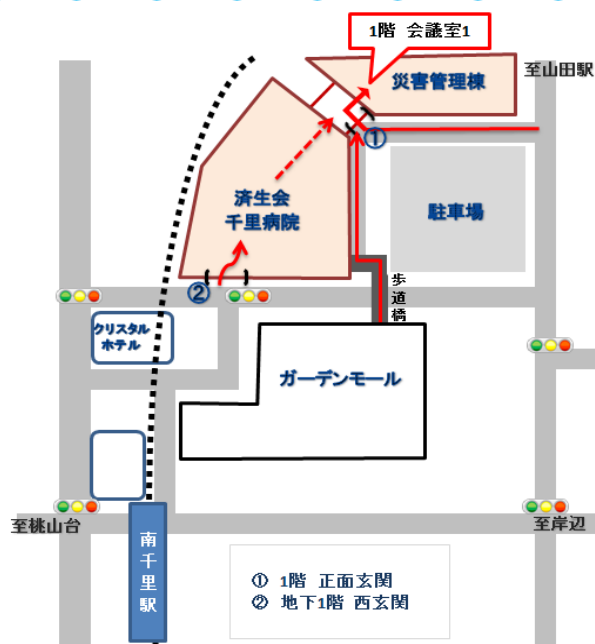 1階 会議室1
災害管理棟
至山田駅
①
済生会
千里病院
駐車場
②
歩道橋
クリスタル
ホテル
ガーデンモール
至桃山台
至岸辺
南千里駅
① 1階 正面玄関
② 地下1階 西玄関